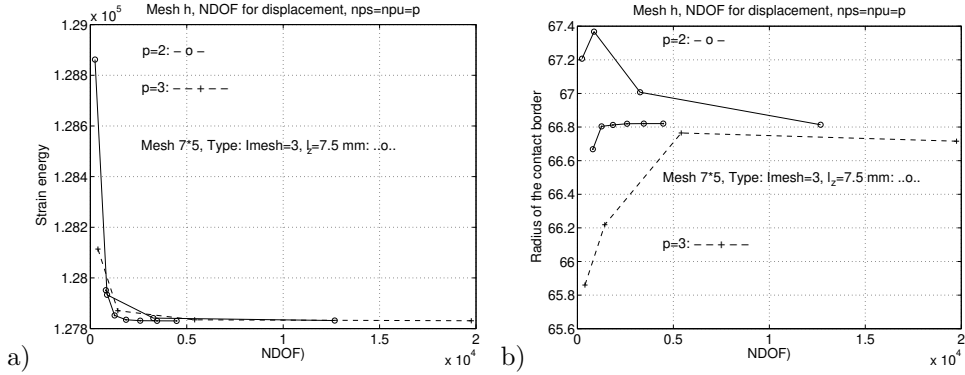 x 10^5
Mesh h, NDOF for displacement, nps=npu=p
1.29
1.288
1.286
1.284
1.282
1.28
1.278
Strain energy
p=2: – o –
p=3: – – – + – – –
Mesh 7*5, Type: Imesh=3, l_z=7.5 mm: ..o..
0
0.5
1
1.5
2
NDOF)
x 10^4
a)
Mesh h, NDOF for displacement, nps=npu=p
67.4
67.2
67
66.8
66.6
66.4
66.2
66
65.8
65.6
Radius of the contact border
p=2: – o –
Mesh 7*5, Type: Imesh=3, l_z=7.5 mm: ..o..
p=3: – – + – – –
0
0.5
1
1.5
2
NDOF)
x 10^4
b)